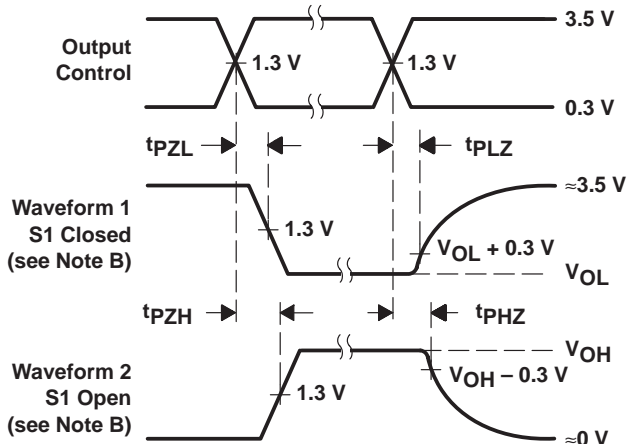 3.5 V
Output
Control
1.3 V
1.3 V
0.3 V
tPZL
tPLZ
≈3.5 V
Waveform 1
S1 Closed
(see Note B)
1.3 V
VOL + 0.3 V
VOL
tPZH
tPHZ
Waveform 2
S1 Open
(see Note B)
1.3 V
VOH
VOH – 0.3 V
≈0 V